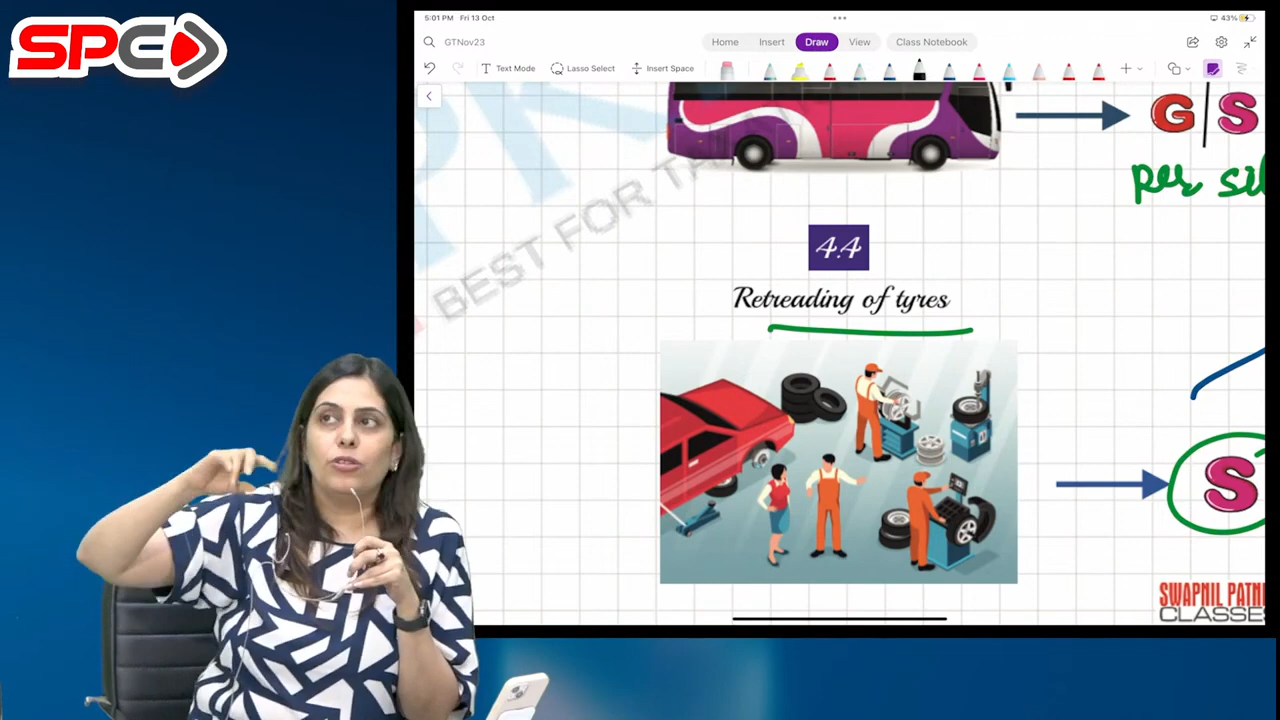 SPC
5:01 PM Fri 13 Oct
43%
GTNov23
Home Insert Draw View Class Notebook
Text Mode Lasso Select Insert Space
G | S
per
BEST FOR
4.4
Retreading of tyres
S
SWAPNIL PATNI
CLASSES